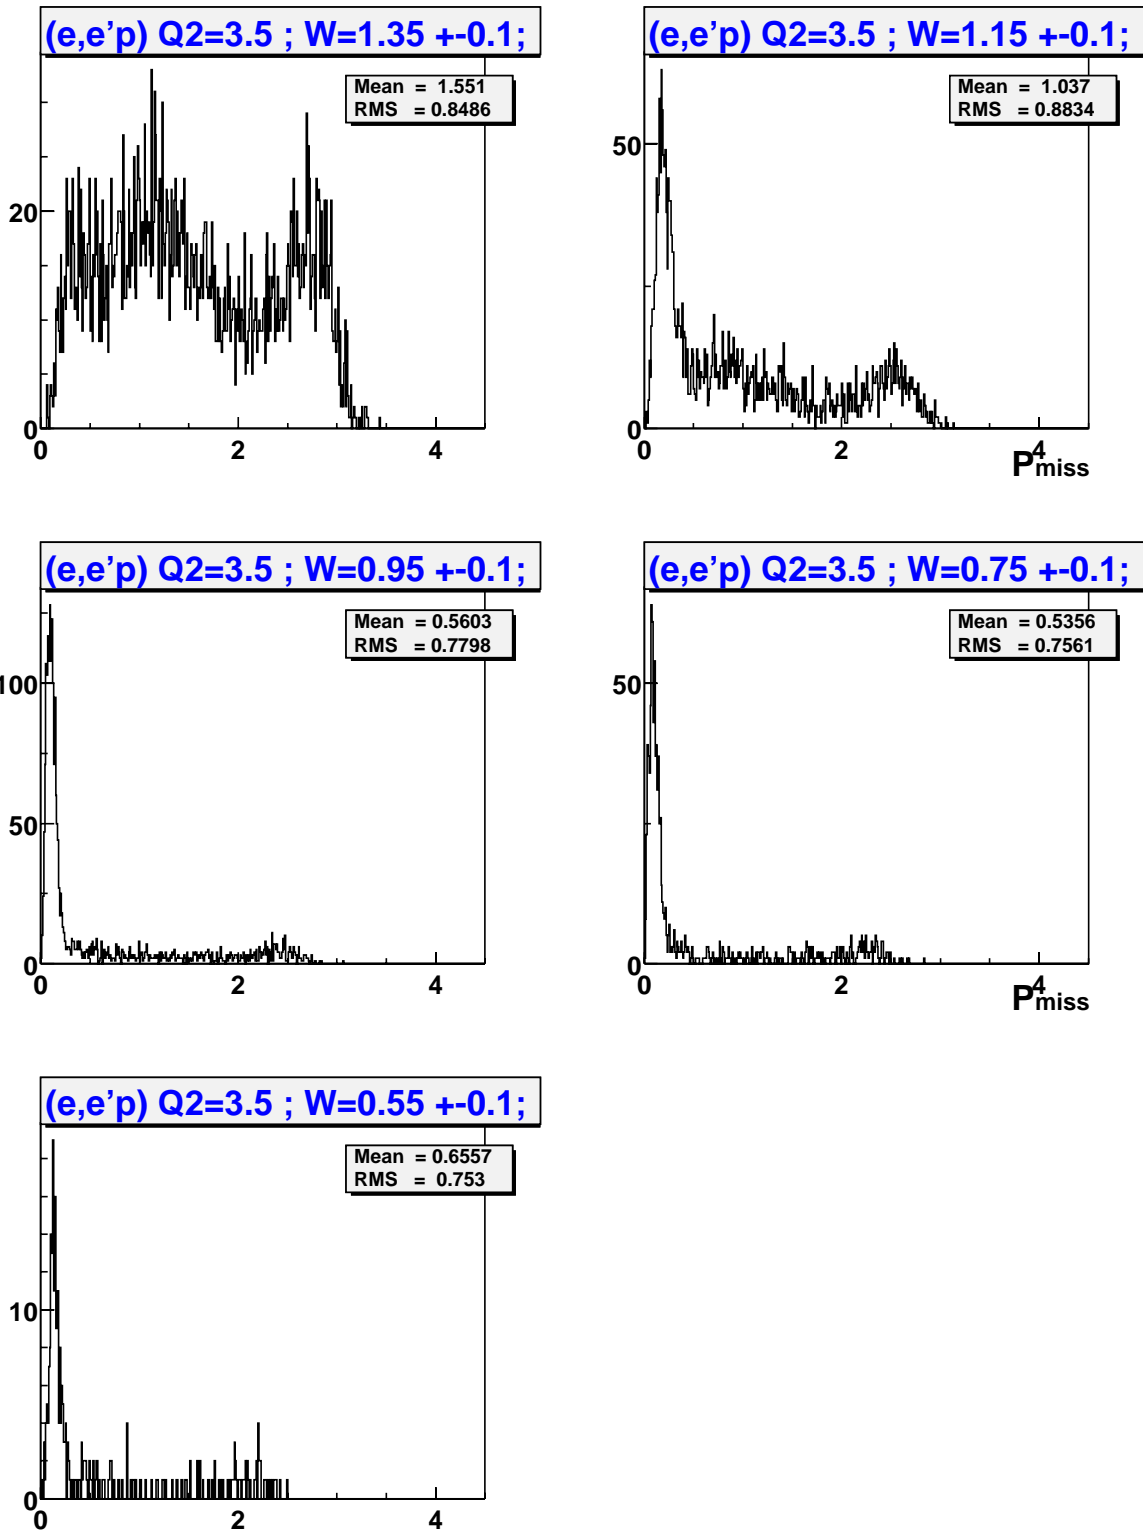 (e,e'p) Q2=3.5 ; W=1.35 +-0.1;
Mean = 1.551
RMS = 0.8486
20
0
0 2 4
(e,e'p) Q2=3.5 ; W=1.15 +-0.1;
Mean = 1.037
RMS = 0.8834
50
0
0 2 4
Pmiss
(e,e'p) Q2=3.5 ; W=0.95 +-0.1;
Mean = 0.5603
RMS = 0.7798
100
50
0
0 2 4
(e,e'p) Q2=3.5 ; W=0.75 +-0.1;
Mean = 0.5356
RMS = 0.7561
50
0
0 2 4
Pmiss
(e,e'p) Q2=3.5 ; W=0.55 +-0.1;
Mean = 0.6557
RMS = 0.753
10
0
0 2